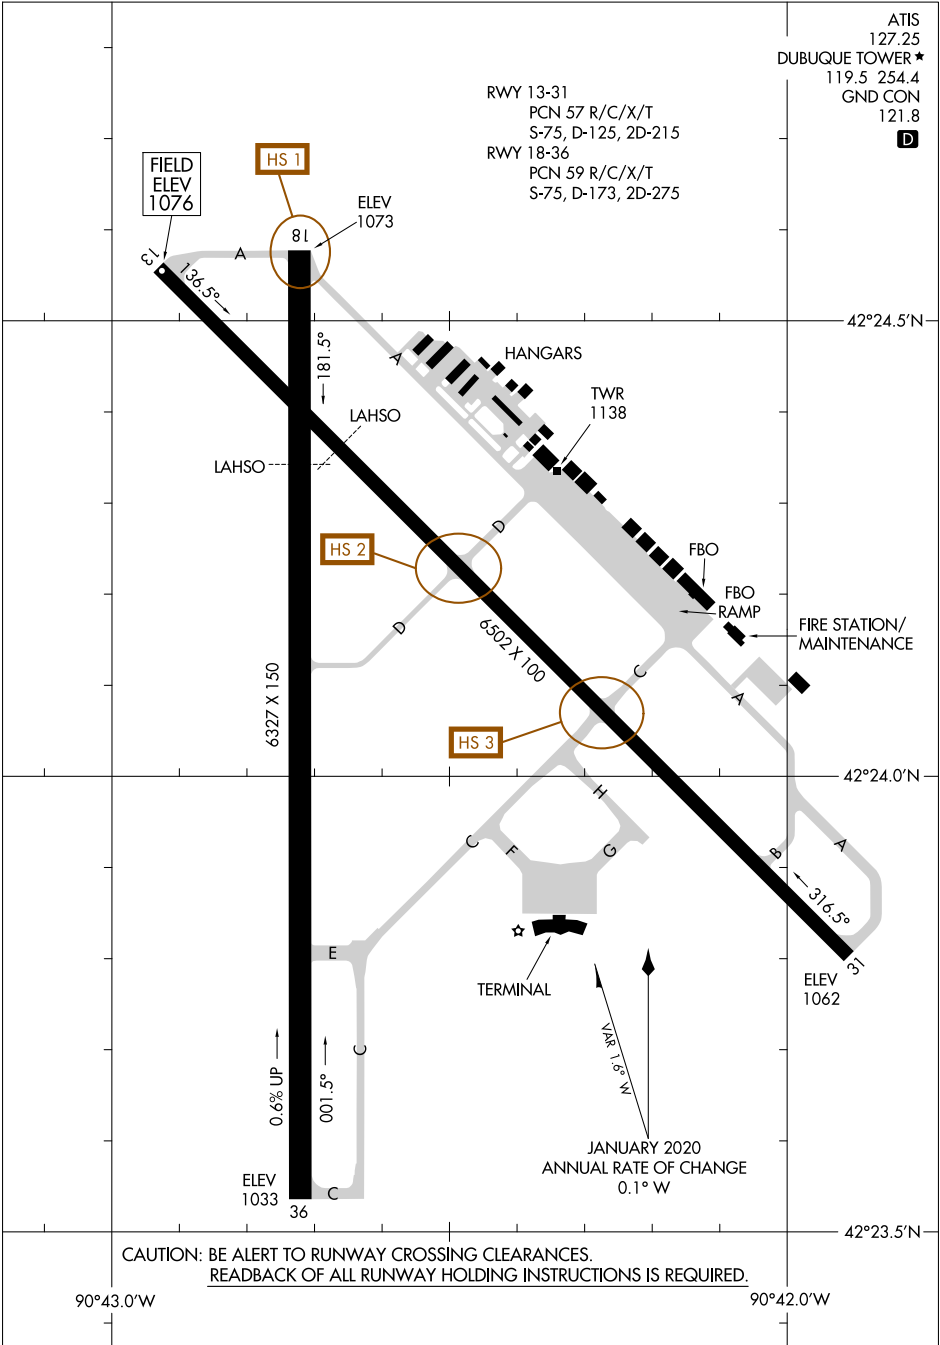 ATIS
127.25
DUBUQUE TOWER★
119.5 254.4
GND CON
121.8
D
RWY 13-31
PCN 57 R/C/X/T
S-75, D-125, 2D-215
RWY 18-36
PCN 59 R/C/X/T
S-75, D-173, 2D-275
HS 1
FIELD
ELEV
1076
ELEV
1073
18
13
A
136.5°
181.5°
42°24.5'N
A
HANGARS
TWR
1138
LAHSO
LAHSO
D
HS 2
FBO
FBO
RAMP
FIRE STATION/
MAINTENANCE
D
6502 X 100
6327 X 150
C
A
HS 3
42°24.0'N
H
C
F
G
B
A
316.5°
31
ELEV
1062
TERMINAL
E
VAR 1.6° W
C
0.6% UP
001.5°
JANUARY 2020
ANNUAL RATE OF CHANGE
0.1° W
ELEV
1033
C
36
42°23.5'N
CAUTION: BE ALERT TO RUNWAY CROSSING CLEARANCES.
READBACK OF ALL RUNWAY HOLDING INSTRUCTIONS IS REQUIRED.
90°43.0'W
90°42.0'W